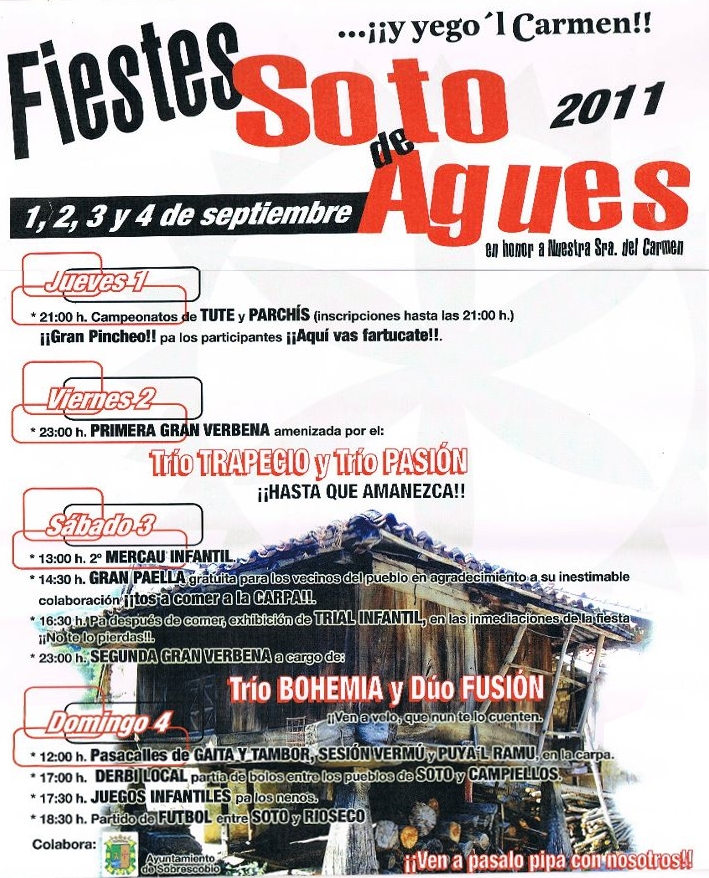 ...¡¡y yego ´l Carmen!!
Fiestes
Soto
de
Agues
2011
1, 2, 3 y 4 de septiembre
en honor a Nuestra Sra. del Carmen
Jueves 1
* 21:00 h. Campeonatos de TUTE y PARCHÍS (inscripciones hasta las 21:00 h.)
¡¡Gran Pincheo!! pa los participantes ¡¡Aquí vas fartucate!!.
Viernes 2
* 23:00 h. PRIMERA GRAN VERBENA amenizada por el:
Trío TRAPECIO y Trío PASIÓN
¡¡HASTA QUE AMANEZCA!!
Sábado 3
* 13:00 h. 2º MERCAU INFANTIL.
* 14:30 h. GRAN PAELLA gratuita para los vecinos del pueblo en agradecimiento a su inestimable
colaboración ¡¡tos a comer a la CARPA!!.
* 16:30 h. Pa después de comer, exhibición de TRIAL INFANTIL, en las inmediaciones de la fiesta
¡¡No te lo pierdas!!.
* 23:00 h. SEGUNDA GRAN VERBENA a cargo de:
Trío BOHEMIA y Dúo FUSIÓN
¡¡Ven a velo, que nun te lo cuenten.
Domingo 4
* 12:00 h. Pasacalles de GAITA Y TAMBOR, SESIÓN VERMÚ y PUYA´L RAMU, en la carpa.
* 17:00 h. DERBI LOCAL partía de bolos entre los pueblos de SOTO y CAMPIELLOS.
* 17:30 h. JUEGOS INFANTILES pa los nenos.
* 18:30 h. Partido de FUTBOL entre SOTO y RIOSECO
Colabora:
Ayuntamiento
de Sobrescobio
¡¡Ven a pasalo pipa con nosotros!!